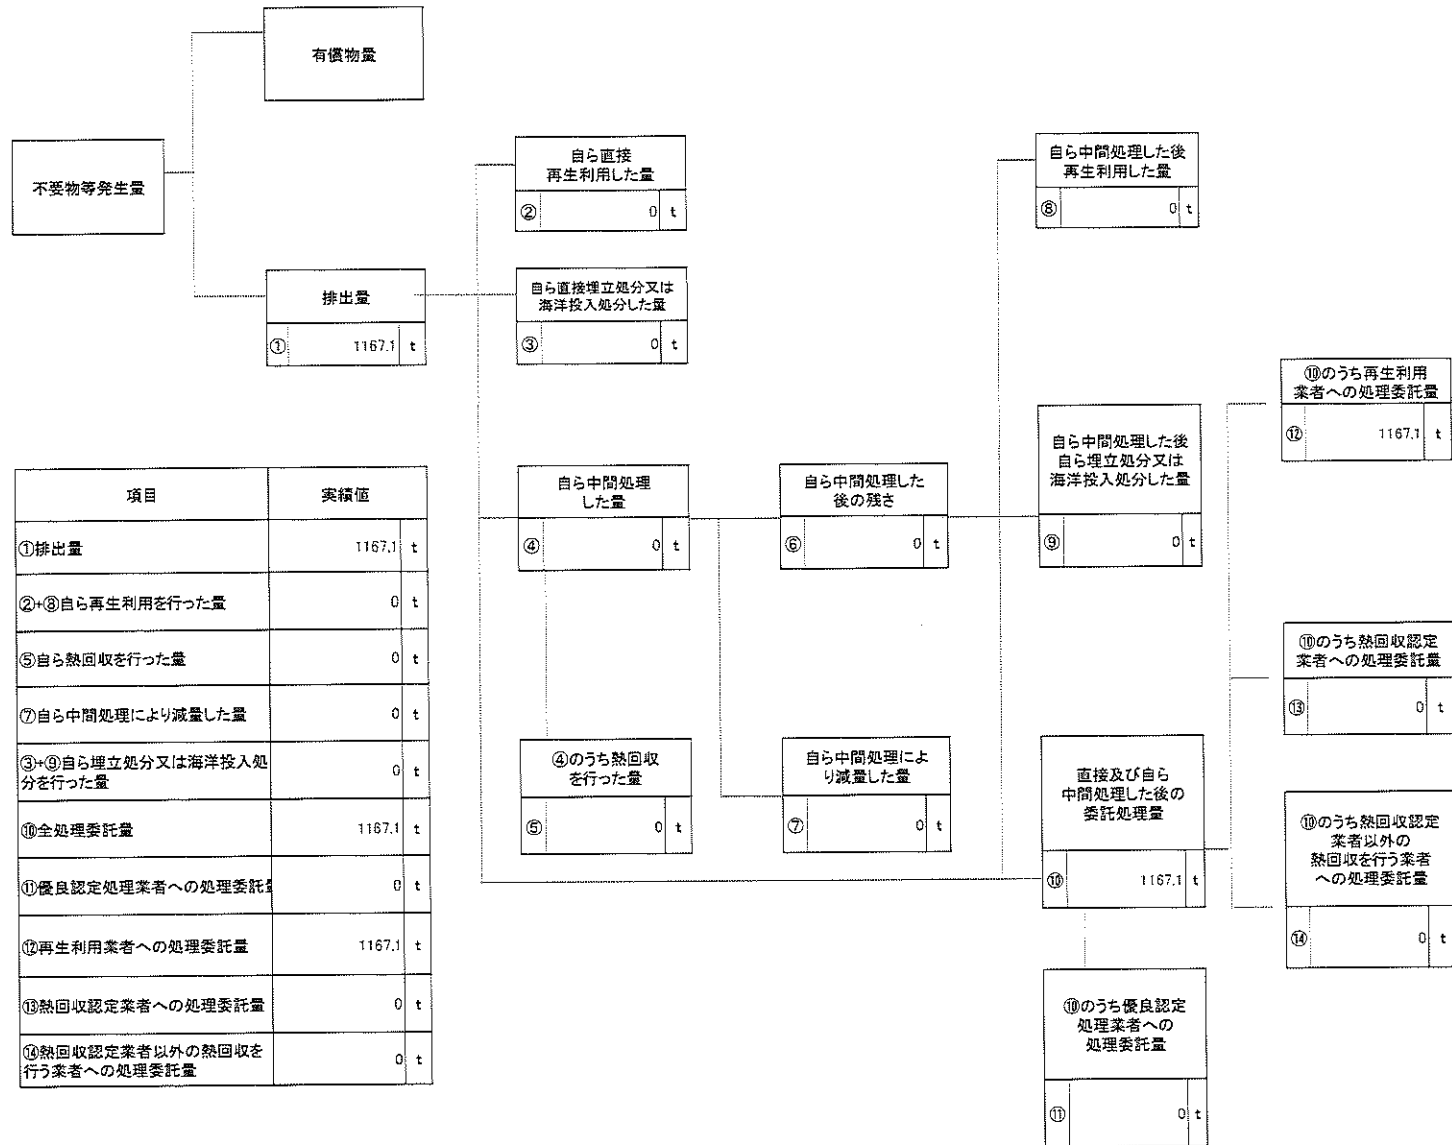 有償物量
不要物等発生量
排出量
① 1167.1 t
自ら直接
再生利用した量
② 0 t
自ら直接埋立処分又は
海洋投入処分した量
③ 0 t
自ら中間処理
した量
④ 0 t
④のうち熱回収
を行った量
⑤ 0 t
自ら中間処理した
後の残さ
⑥ 0 t
自ら中間処理によ
り減量した量
⑦ 0 t
自ら中間処理した後
再生利用した量
⑧ 0 t
自ら中間処理した後
自ら埋立処分又は
海洋投入処分した量
⑨ 0 t
直接及び自ら
中間処理した後の
委託処理量
⑩ 1167.1 t
⑩のうち優良認定
処理業者への
処理委託量
⑪ 0 t
⑩のうち再生利用
業者への処理委託量
⑫ 1167.1 t
⑩のうち熱回収認定
業者への処理委託量
⑬ 0 t
⑩のうち熱回収認定
業者以外の
熱回収を行う業者
への処理委託量
⑭ 0 t
項目 実績値
①排出量 1167.1 t
②+⑧自ら再生利用を行った量 0 t
⑤自ら熱回収を行った量 0 t
⑦自ら中間処理により減量した量 0 t
③+⑨自ら埋立処分又は海洋投入処
分を行った量 0 t
⑩全処理委託量 1167.1 t
⑪優良認定処理業者への処理委託量 0 t
⑫再生利用業者への処理委託量 1167.1 t
⑬熱回収認定業者への処理委託量 0 t
⑭熱回収認定業者以外の熱回収を
行う業者への処理委託量 0 t